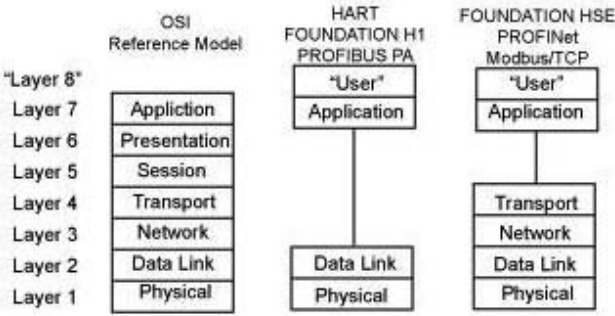 OSI
Reference Model
HART
FOUNDATION H1
PROFIBUS PA
FOUNDATION HSE
PROFINet
Modbus/TCP
"Layer 8" "User" "User"
Layer 7 Appliction Application Application
Layer 6 Presentation
Layer 5 Session
Layer 4 Transport Transport
Layer 3 Network Network
Layer 2 Data Link Data Link Data Link
Layer 1 Physical Physical Physical